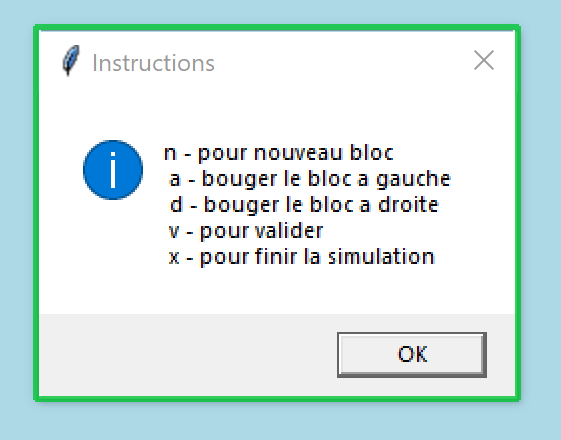 Instructions
n - pour nouveau bloc
a - bouger le bloc a gauche
d - bouger le bloc a droite
v - pour valider
x - pour finir la simulation
OK